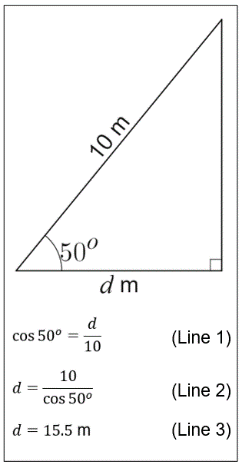 10 m
50°
d m
cos 50° = d/10 (Line 1)
d = 10/cos 50° (Line 2)
d = 15.5 m (Line 3)